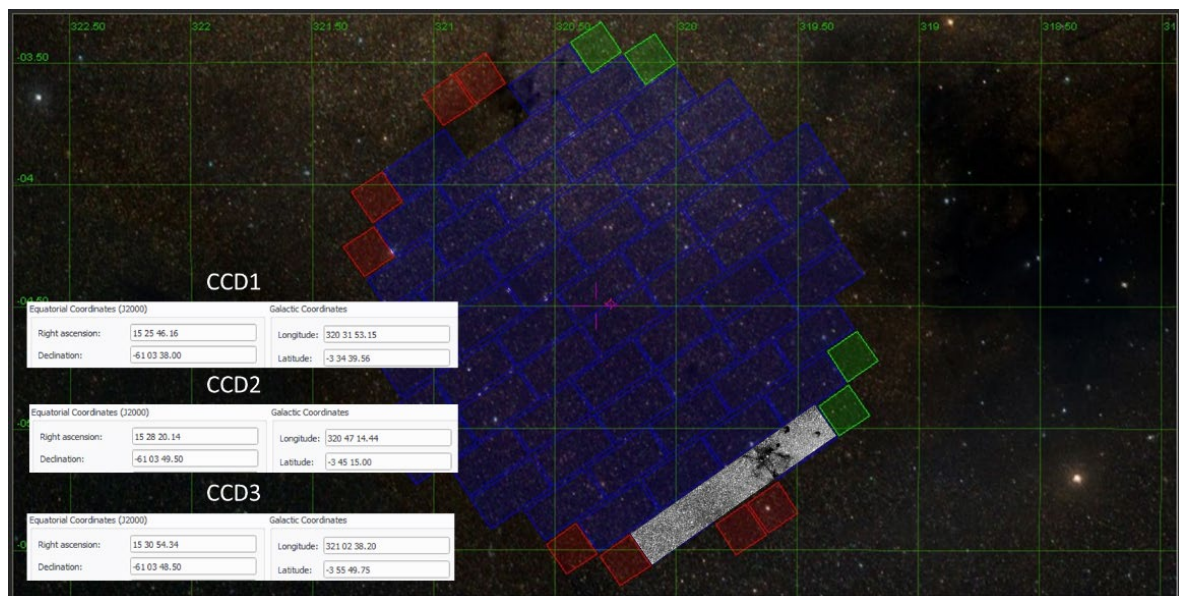 322.50 322 321.50 320.50 320 319.50 319 318.50 31
-03.50
-04
-04.50
CCD1
Equatorial Coordinates (J2000) Galactic Coordinates
Right ascension: 15 25 46.16 Longitude: 320 31 53.15
Declination: -61 03 38.00 Latitude: -3 34 39.56
CCD2
Equatorial Coordinates (J2000) Galactic Coordinates
Right ascension: 15 28 20.14 Longitude: 320 47 14.44
Declination: -61 03 49.50 Latitude: -3 45 15.00
CCD3
Equatorial Coordinates (J2000) Galactic Coordinates
Right ascension: 15 30 54.34 Longitude: 321 02 38.20
Declination: -61 03 48.50 Latitude: -3 55 49.75